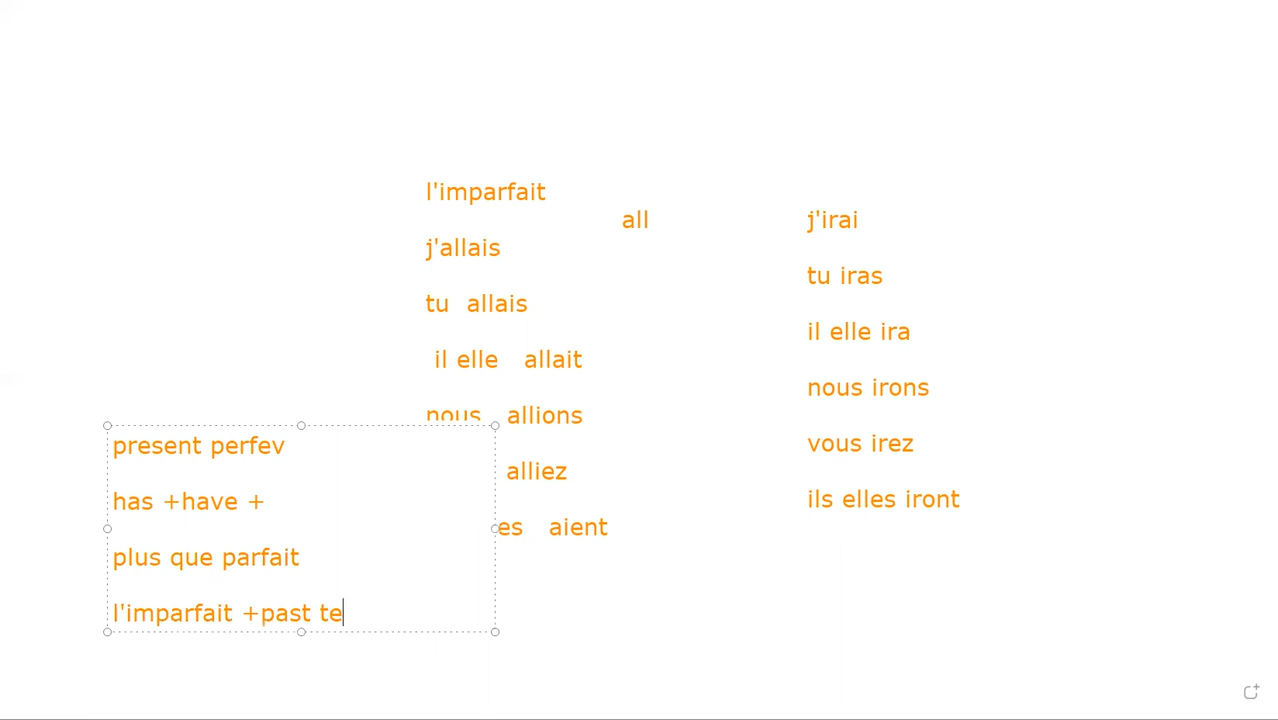 l'imparfait
all
j'allais
tu allais
il elle allait
nous allions
alliez
es aient
j'irai
tu iras
il elle ira
nous irons
vous irez
ils elles iront
present perfev
has +have +
plus que parfait
l'imparfait +past te